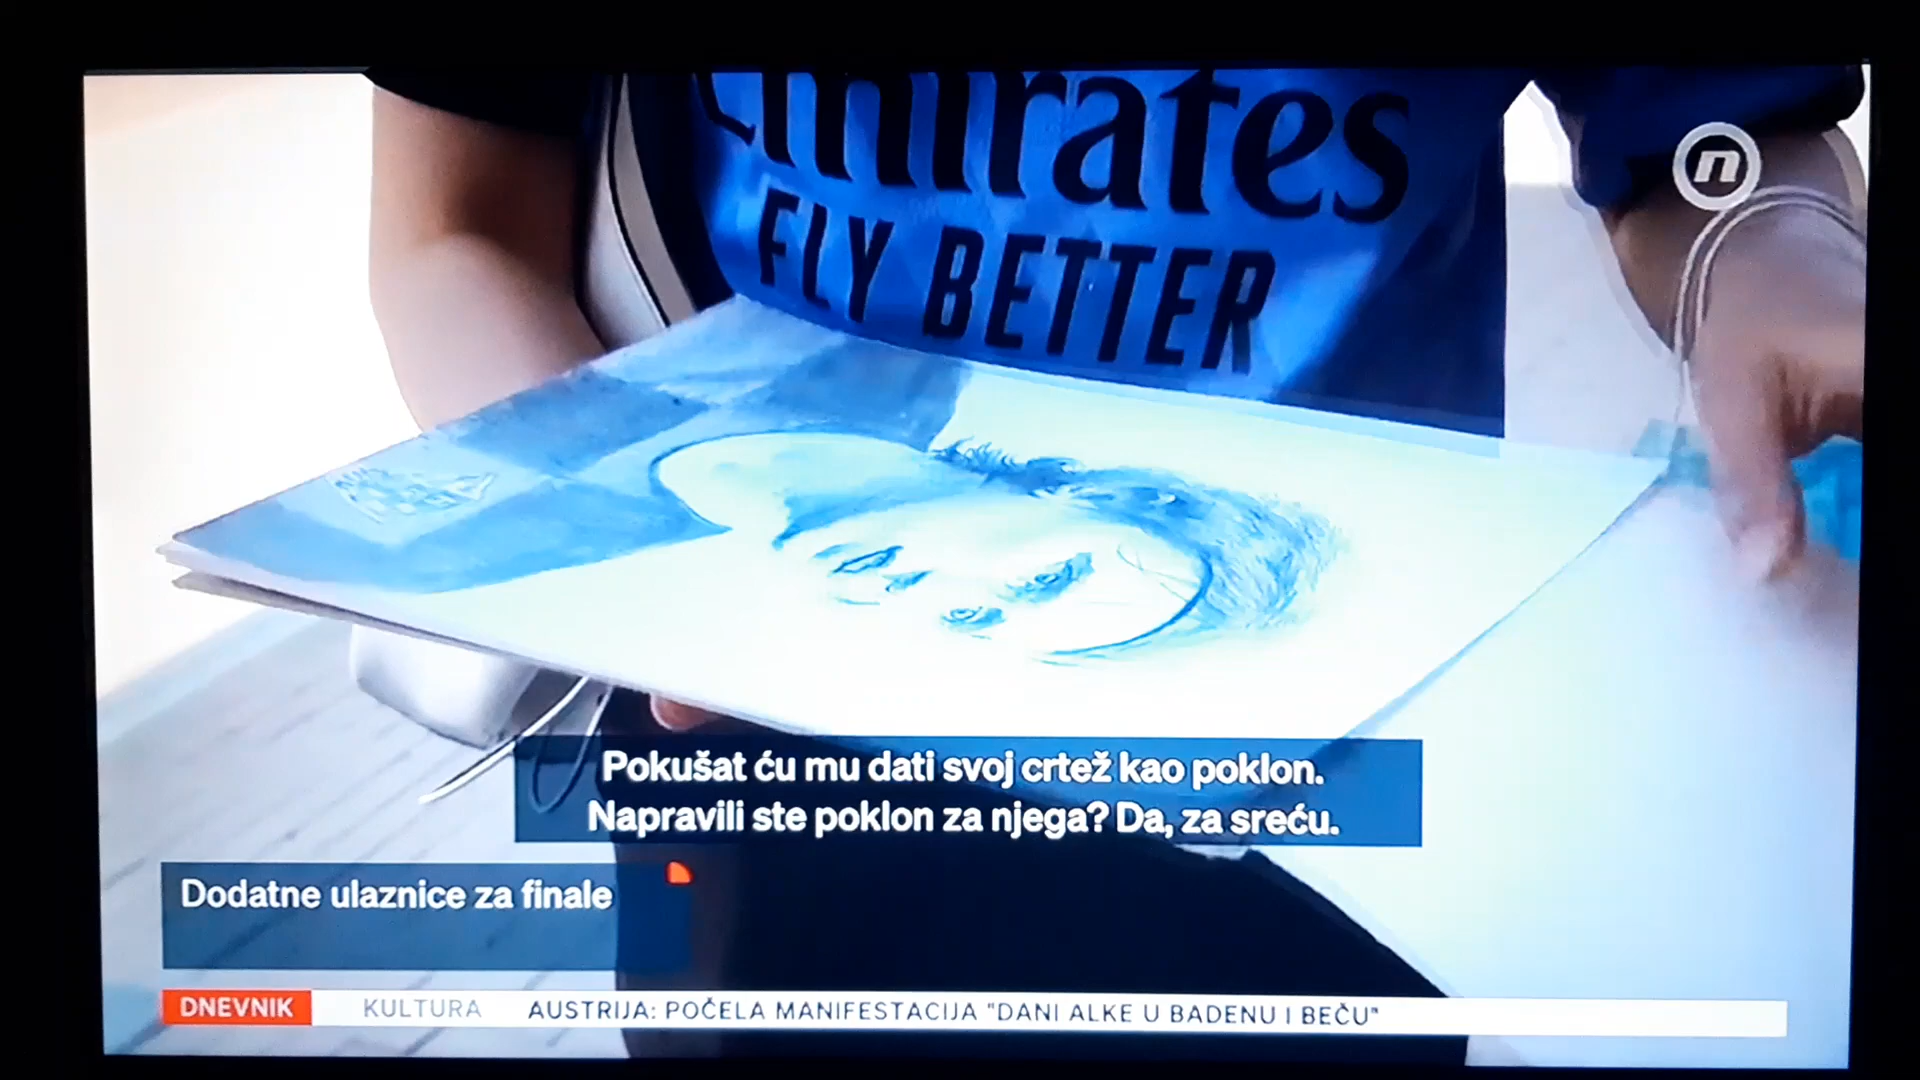 Emirates
FLY BETTER
n
Pokušat ću mu dati svoj crtež kao poklon.
Napravili ste poklon za njega? Da, za sreću.
Dodatne ulaznice za finale
DNEVNIK KULTURA AUSTRIJA: POČELA MANIFESTACIJA "DANI ALKE U BADENU I BEČU"